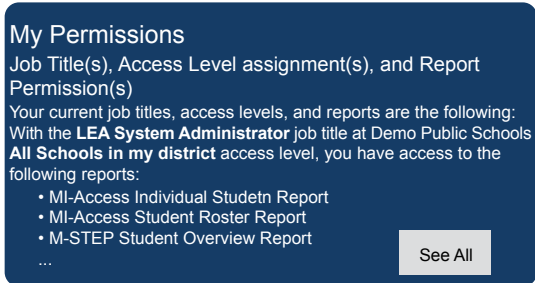 My Permissions
Job Title(s), Access Level assignment(s), and Report
Permission(s)
Your current job titles, access levels, and reports are the following:
With the LEA System Administrator job title at Demo Public Schools
All Schools in my district access level, you have access to the
following reports:
• MI-Access Individual Studetn Report
• MI-Access Student Roster Report
• M-STEP Student Overview Report
...
See All